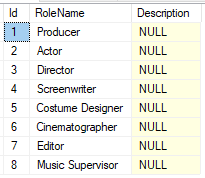 Id RoleName Description
1 Producer NULL
2 Actor NULL
3 Director NULL
4 Screenwriter NULL
5 Costume Designer NULL
6 Cinematographer NULL
7 Editor NULL
8 Music Supervisor NULL